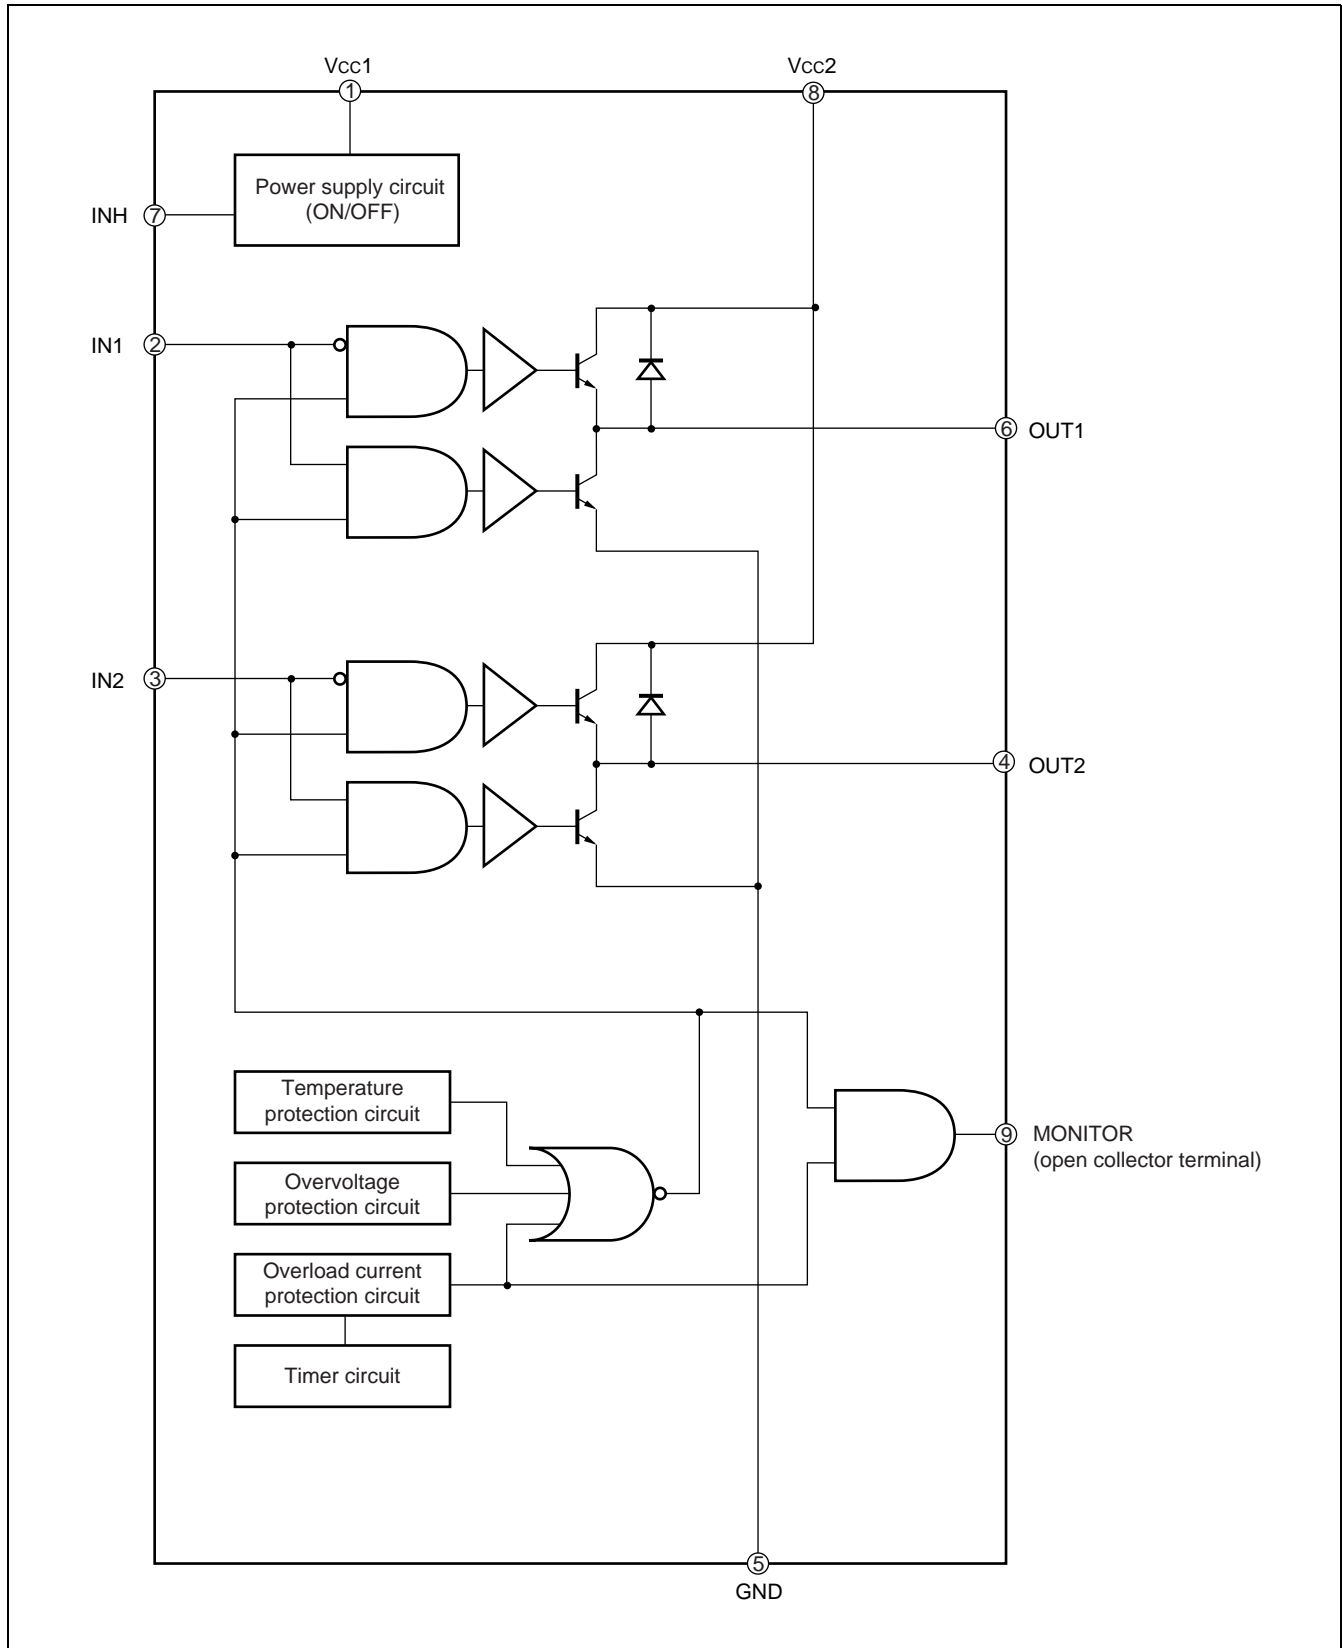 Vcc1
Vcc2
1
8
Power supply circuit
(ON/OFF)
INH
7
IN1
2
6
OUT1
IN2
3
4
OUT2
Temperature
protection circuit
9
MONITOR
(open collector terminal)
Overvoltage
protection circuit
Overload current
protection circuit
Timer circuit
5
GND